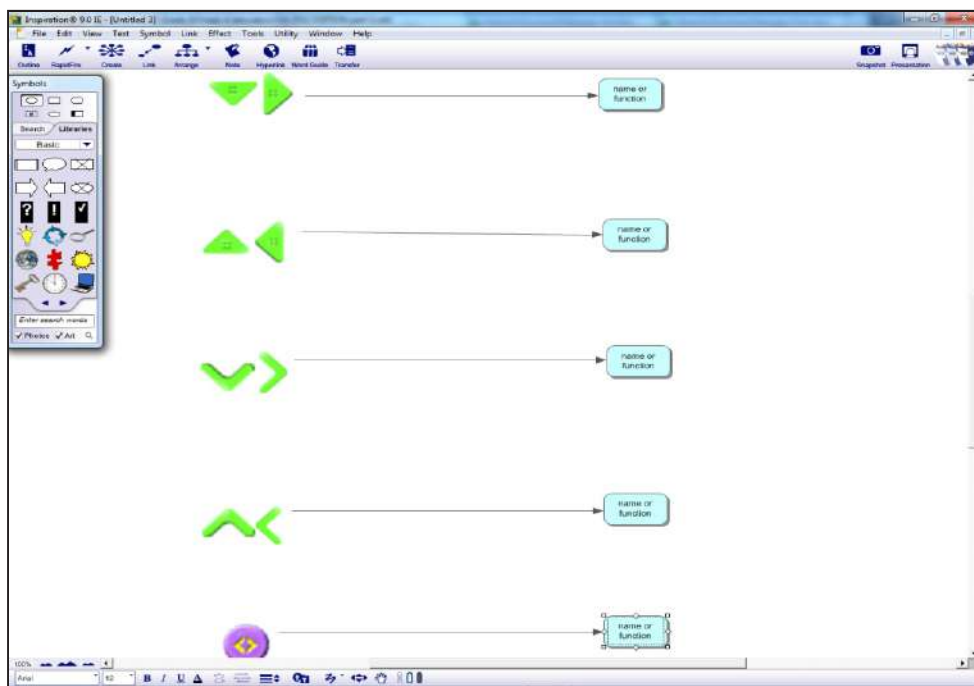 Inspiration® 9.0 IE - [Untitled 3]
File Edit View Text Symbol Link Effect Tools Utility Window Help
Outline RapidFire Create Link Arrange Note Hyperlink Word Guide Transfer Snapshot Presentation
Symbols
Search Libraries
Basic
?
!
Enter search words
Photos Art
name or
function
name or
function
name or
function
name or
function
name or
function
100%
Arial 12 B I U A